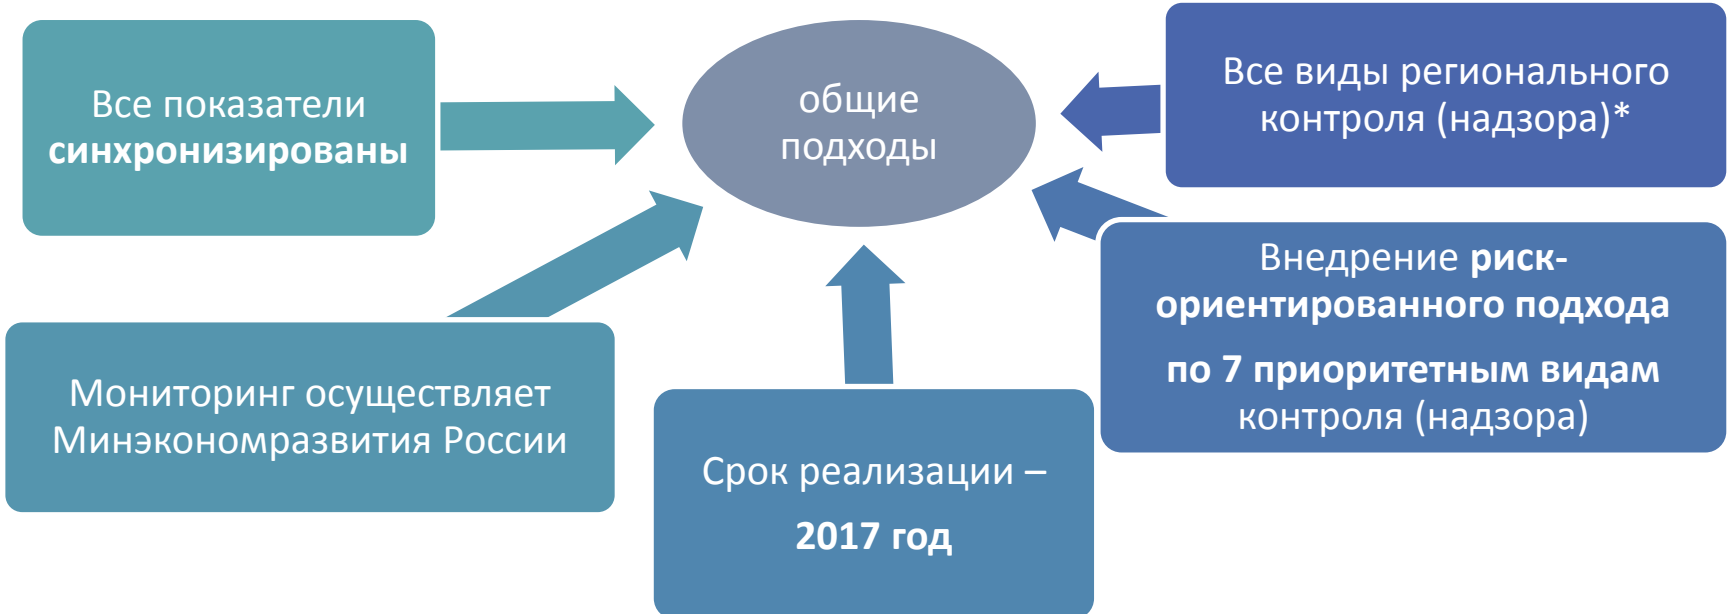 Все показатели
синхронизированы
общие
подходы
Все виды регионального
контроля (надзора)*
Мониторинг осуществляет
Минэкономразвития России
Срок реализации –
2017 год
Внедрение риск-
ориентированного подхода
по 7 приоритетным видам
контроля (надзора)